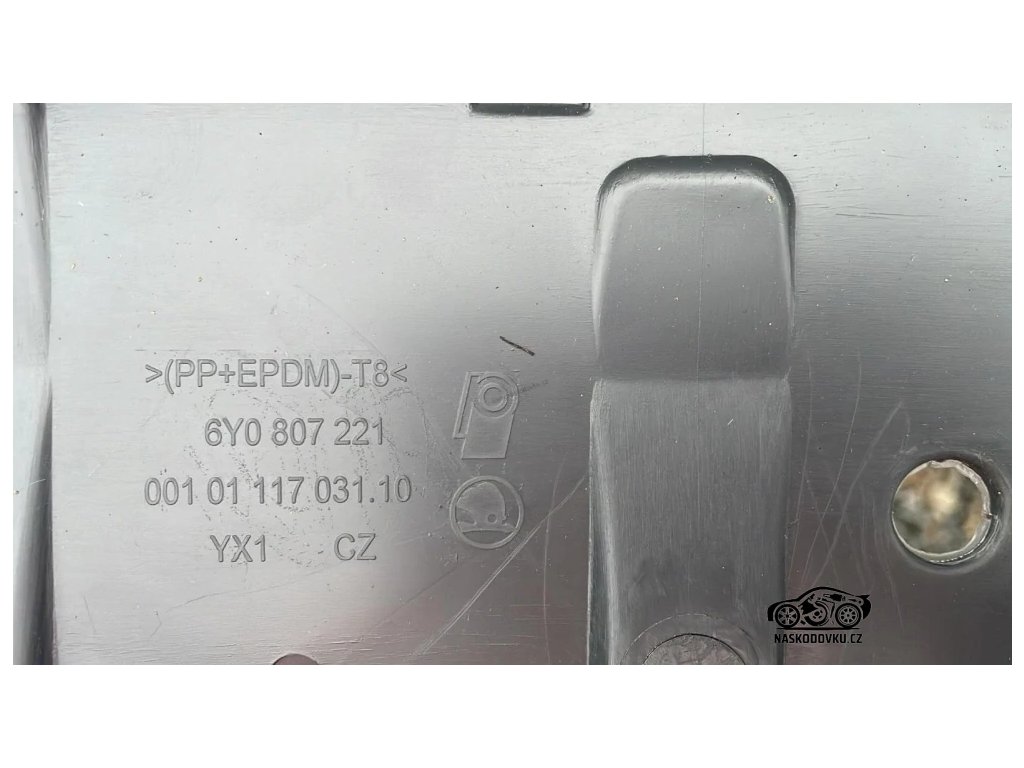 >(PP+EPDM)-T8<
6Y0 807 221
001 01 117 031.10
YX1 CZ
NASKODOVKU.CZ